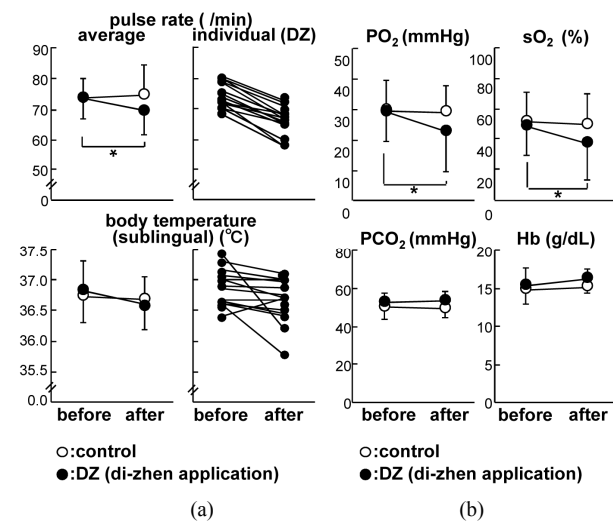 pulse rate ( /min)
average
individual (DZ)
90
80
70
60
50
0
*
body temperature
(sublingual) (℃)
37.5
37.0
36.5
36.0
35.5
0.0
before after
before after
○:control
●:DZ (di-zhen application)
(a)
PO₂ (mmHg)
50
40
30
20
10
0
*
sO₂ (%)
100
80
60
40
20
0
*
PCO₂ (mmHg)
80
60
40
20
0
Hb (g/dL)
20
15
10
5
0
before after
before after
○:control
●:DZ (di-zhen application)
(b)